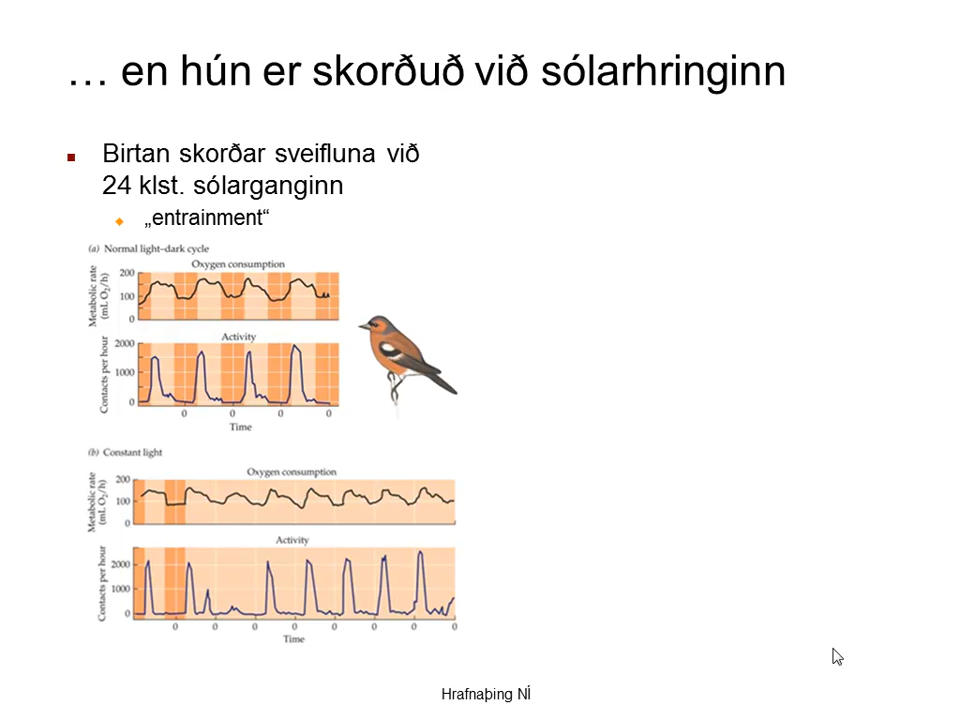 … en hún er skorðuð við sólarhringinn
Birtan skorðar sveifluna við
24 klst. sólarganginn
„entrainment“
(a) Normal light–dark cycle
Oxygen consumption
Metabolic rate
(mL O₂/h)
200
100
0
Activity
Contacts per hour
2000
1000
0
0 0 0 0
Time
(b) Constant light
Oxygen consumption
Metabolic rate
(mL O₂/h)
200
100
0
Activity
Contacts per hour
2000
1000
0
0 0 0 0 0 0 0 0
Time
Hrafnaþing NÍ